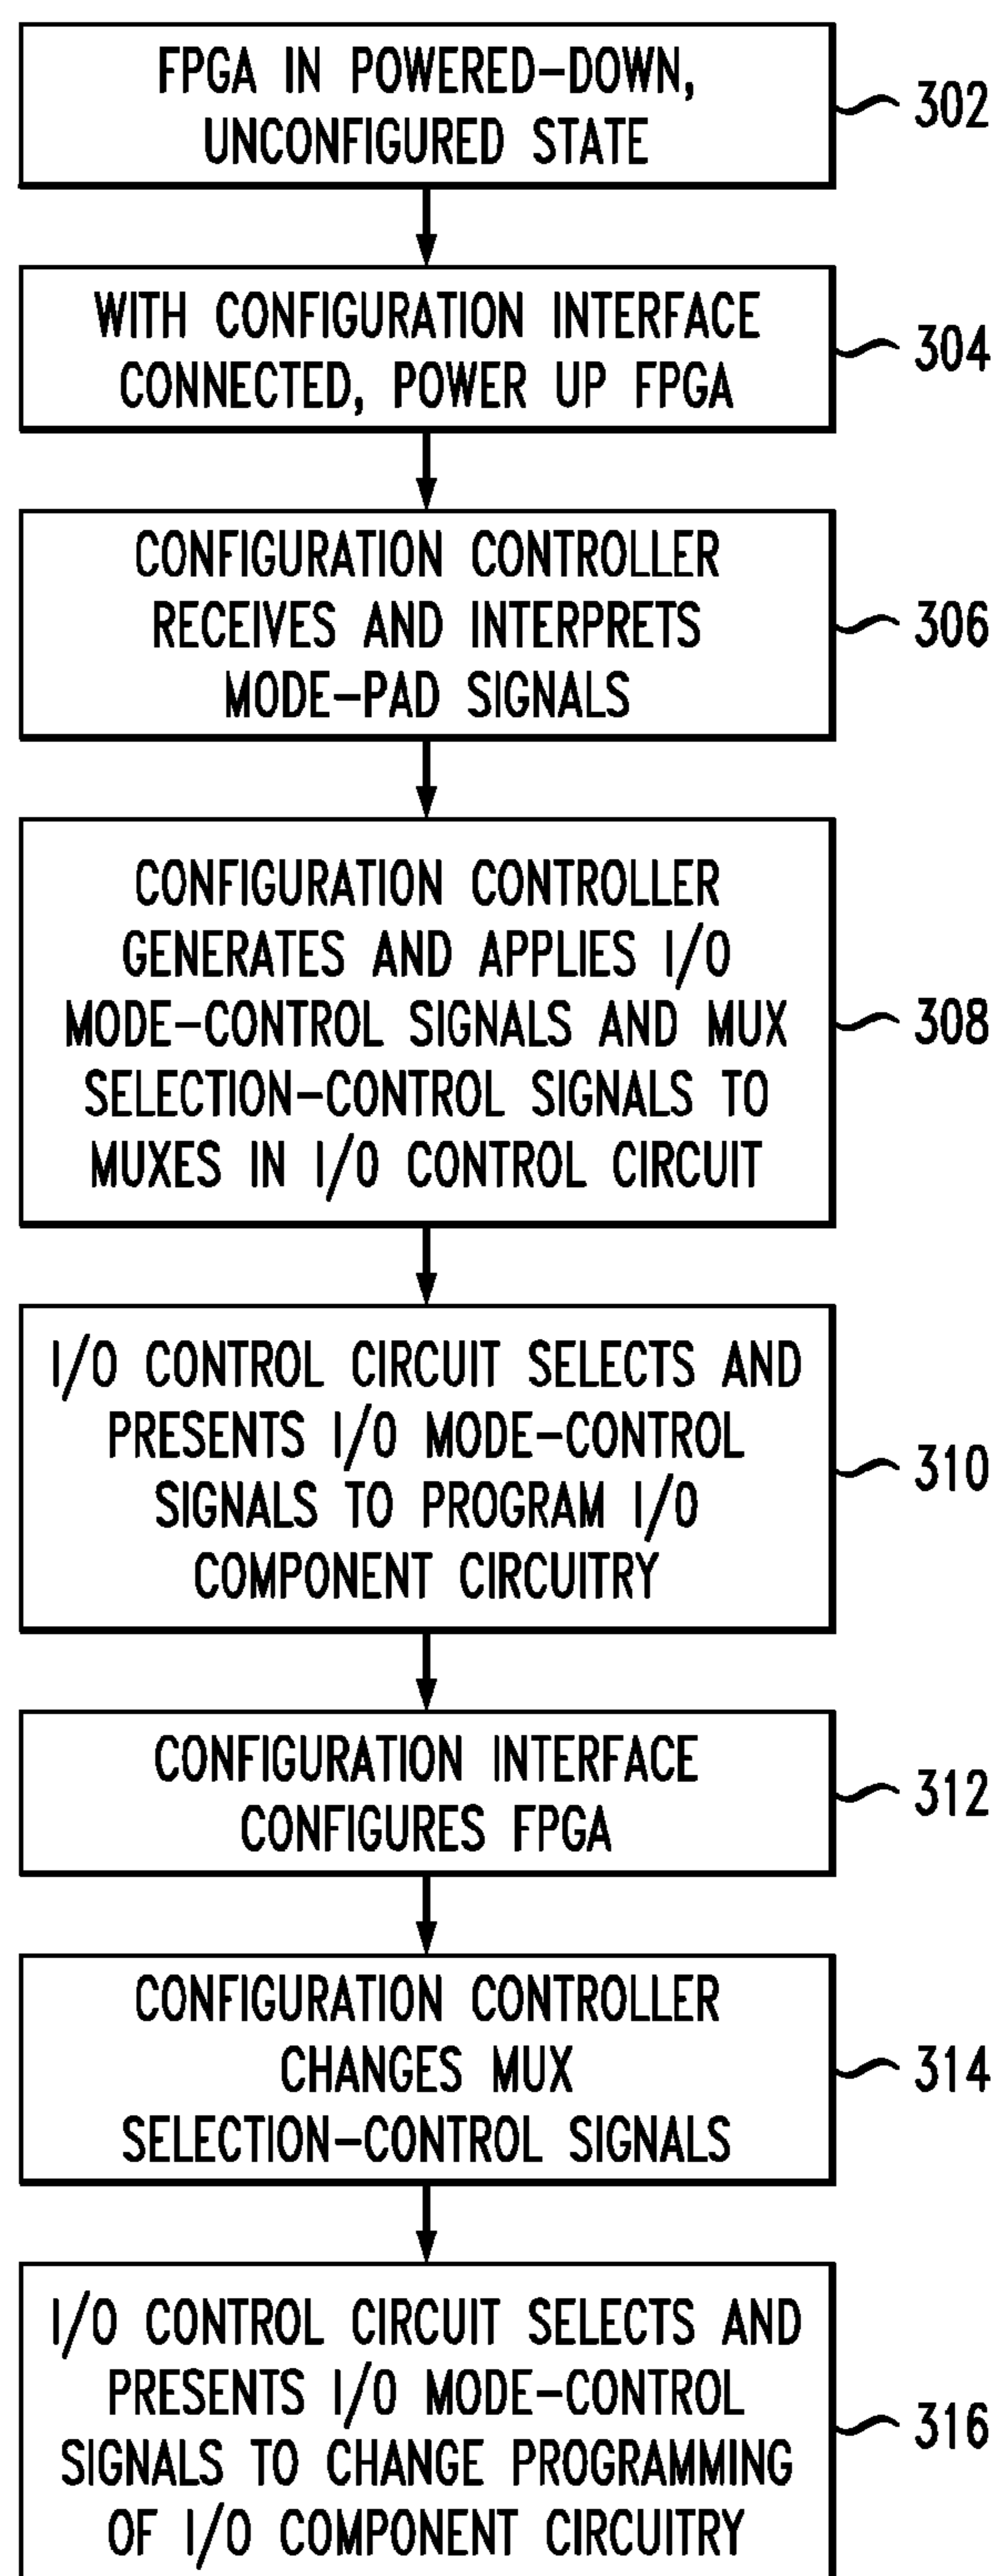 FPGA IN POWERED-DOWN,
UNCONFIGURED STATE
302
WITH CONFIGURATION INTERFACE
CONNECTED, POWER UP FPGA
304
CONFIGURATION CONTROLLER
RECEIVES AND INTERPRETS
MODE-PAD SIGNALS
306
CONFIGURATION CONTROLLER
GENERATES AND APPLIES I/O
MODE-CONTROL SIGNALS AND MUX
SELECTION-CONTROL SIGNALS TO
MUXES IN I/O CONTROL CIRCUIT
308
I/O CONTROL CIRCUIT SELECTS AND
PRESENTS I/O MODE-CONTROL
SIGNALS TO PROGRAM I/O
COMPONENT CIRCUITRY
310
CONFIGURATION INTERFACE
CONFIGURES FPGA
312
CONFIGURATION CONTROLLER
CHANGES MUX
SELECTION-CONTROL SIGNALS
314
I/O CONTROL CIRCUIT SELECTS AND
PRESENTS I/O MODE-CONTROL
SIGNALS TO CHANGE PROGRAMMING
OF I/O COMPONENT CIRCUITRY
316